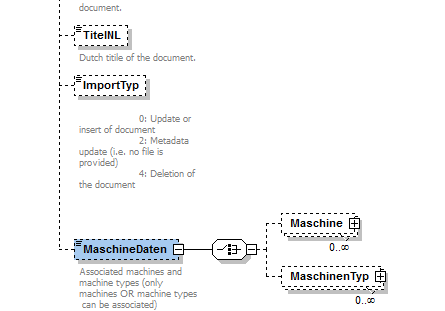 document.
TitelNL
Dutch titile of the document.
ImportTyp
0: Update or
insert of document
2: Metadata
update (i.e. no file is
provided)
4: Deletion of
the document
MaschineDaten
Associated machines and
machine types (only
machines OR machine types
can be associated)
Maschine
0..∞
MaschinenTyp
0..∞